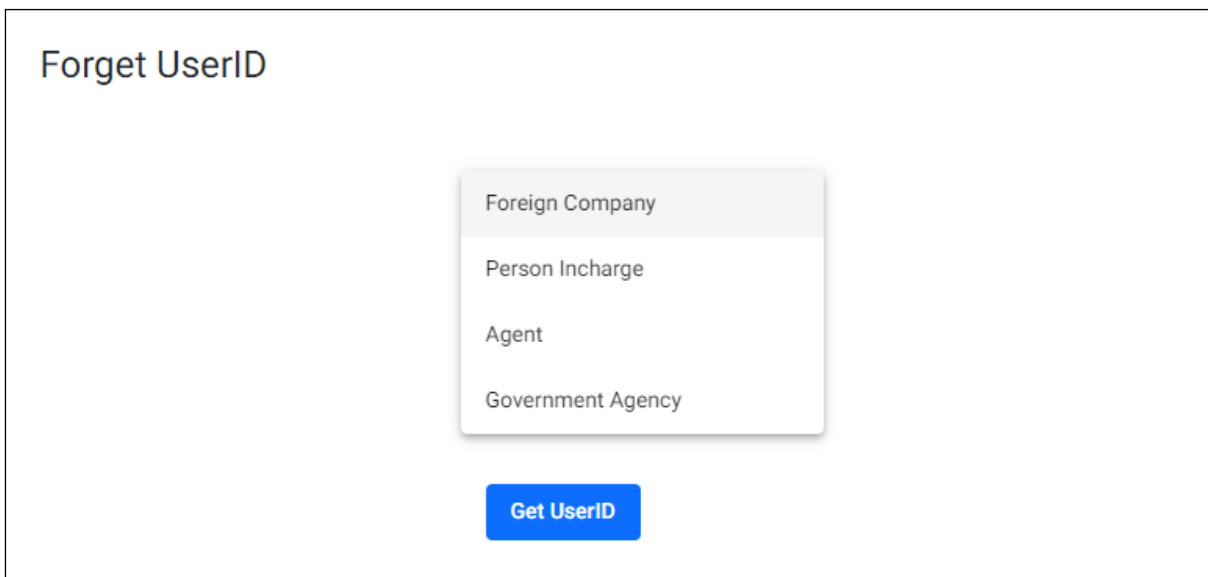 Forget UserID
Foreign Company
Person Incharge
Agent
Government Agency
Get UserID